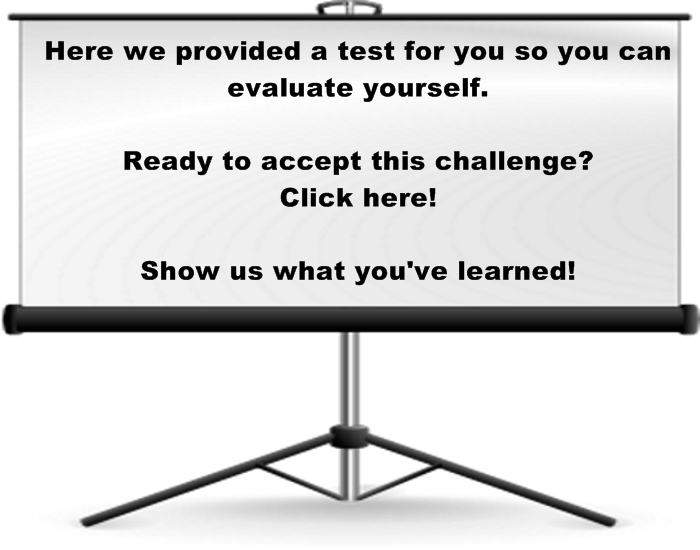 Here we provided a test for you so you can
evaluate yourself.
Ready to accept this challenge?
Click here!
Show us what you've learned!